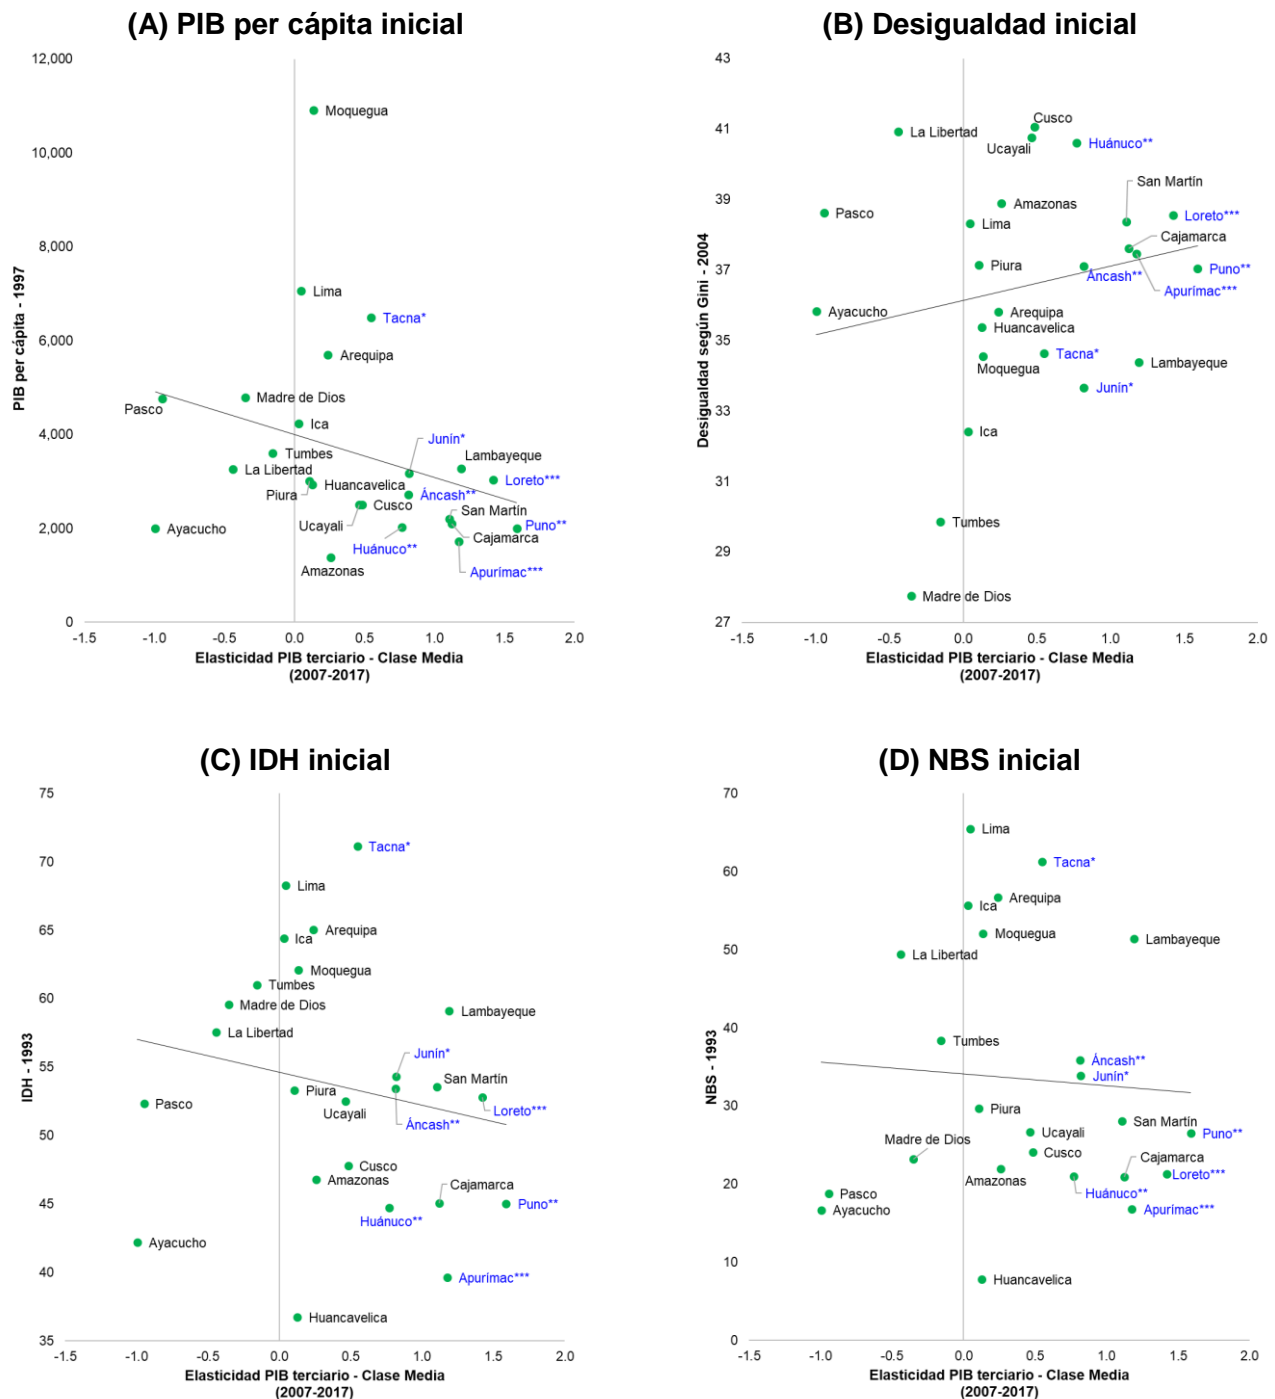 (A) PIB per cápita inicial
12,000
10,000
8,000
6,000
4,000
2,000
0
PIB per cápita - 1997
Moquegua
Lima
Tacna*
Arequipa
Madre de Dios
Pasco
Ica
Junín*
Tumbes
Lambayeque
La Libertad
Loreto***
Huancavelica
Piura
Áncash**
Cusco
San Martín
Ucayali
Ayacucho
Puno**
Cajamarca
Huánuco**
Amazonas
Apurímac***
-1.5 -1.0 -0.5 0.0 0.5 1.0 1.5 2.0
Elasticidad PIB terciario - Clase Media
(2007-2017)
(B) Desigualdad inicial
43
41
39
37
35
33
31
29
27
Desigualdad según Gini - 2004
Cusco
La Libertad
Ucayali
Huánuco**
San Martín
Amazonas
Pasco
Loreto***
Lima
Cajamarca
Piura
Áncash**
Puno**
Apurímac***
Ayacucho
Arequipa
Huancavelica
Tacna*
Moquegua
Lambayeque
Junín*
Ica
Tumbes
Madre de Dios
-1.5 -1.0 -0.5 0.0 0.5 1.0 1.5 2.0
Elasticidad PIB terciario - Clase Media
(2007-2017)
(C) IDH inicial
75
70
65
60
55
50
45
40
35
IDH - 1993
Tacna*
Lima
Arequipa
Ica
Moquegua
Tumbes
Madre de Dios
Lambayeque
La Libertad
Junín*
San Martín
Piura
Pasco
Ucayali
Loreto***
Áncash**
Cusco
Amazonas
Cajamarca
Puno**
Huánuco**
Ayacucho
Apurímac***
Huancavelica
-1.5 -1.0 -0.5 0.0 0.5 1.0 1.5 2.0
Elasticidad PIB terciario - Clase Media
(2007-2017)
(D) NBS inicial
70
60
50
40
30
20
10
0
NBS - 1993
Lima
Tacna*
Arequipa
Ica
Moquegua
Lambayeque
La Libertad
Tumbes
Áncash**
Junín*
Piura
San Martín
Madre de Dios
Ucayali
Puno**
Cusco
Cajamarca
Amazonas
Loreto***
Pasco
Huánuco**
Ayacucho
Apurímac***
Huancavelica
-1.5 -1.0 -0.5 0.0 0.5 1.0 1.5 2.0
Elasticidad PIB terciario - Clase Media
(2007-2017)